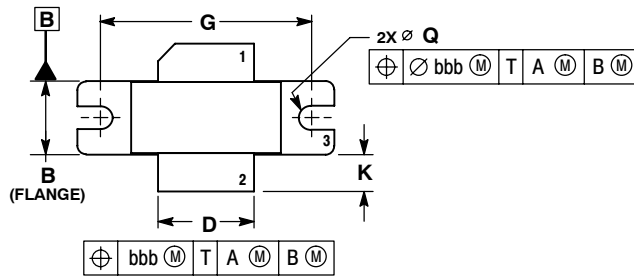 B
G
1
2X ⌀ Q
⌖ ⌀ bbb Ⓜ T A Ⓜ B Ⓜ
3
B
(FLANGE)
K
2
D
⌖ bbb Ⓜ T A Ⓜ B Ⓜ